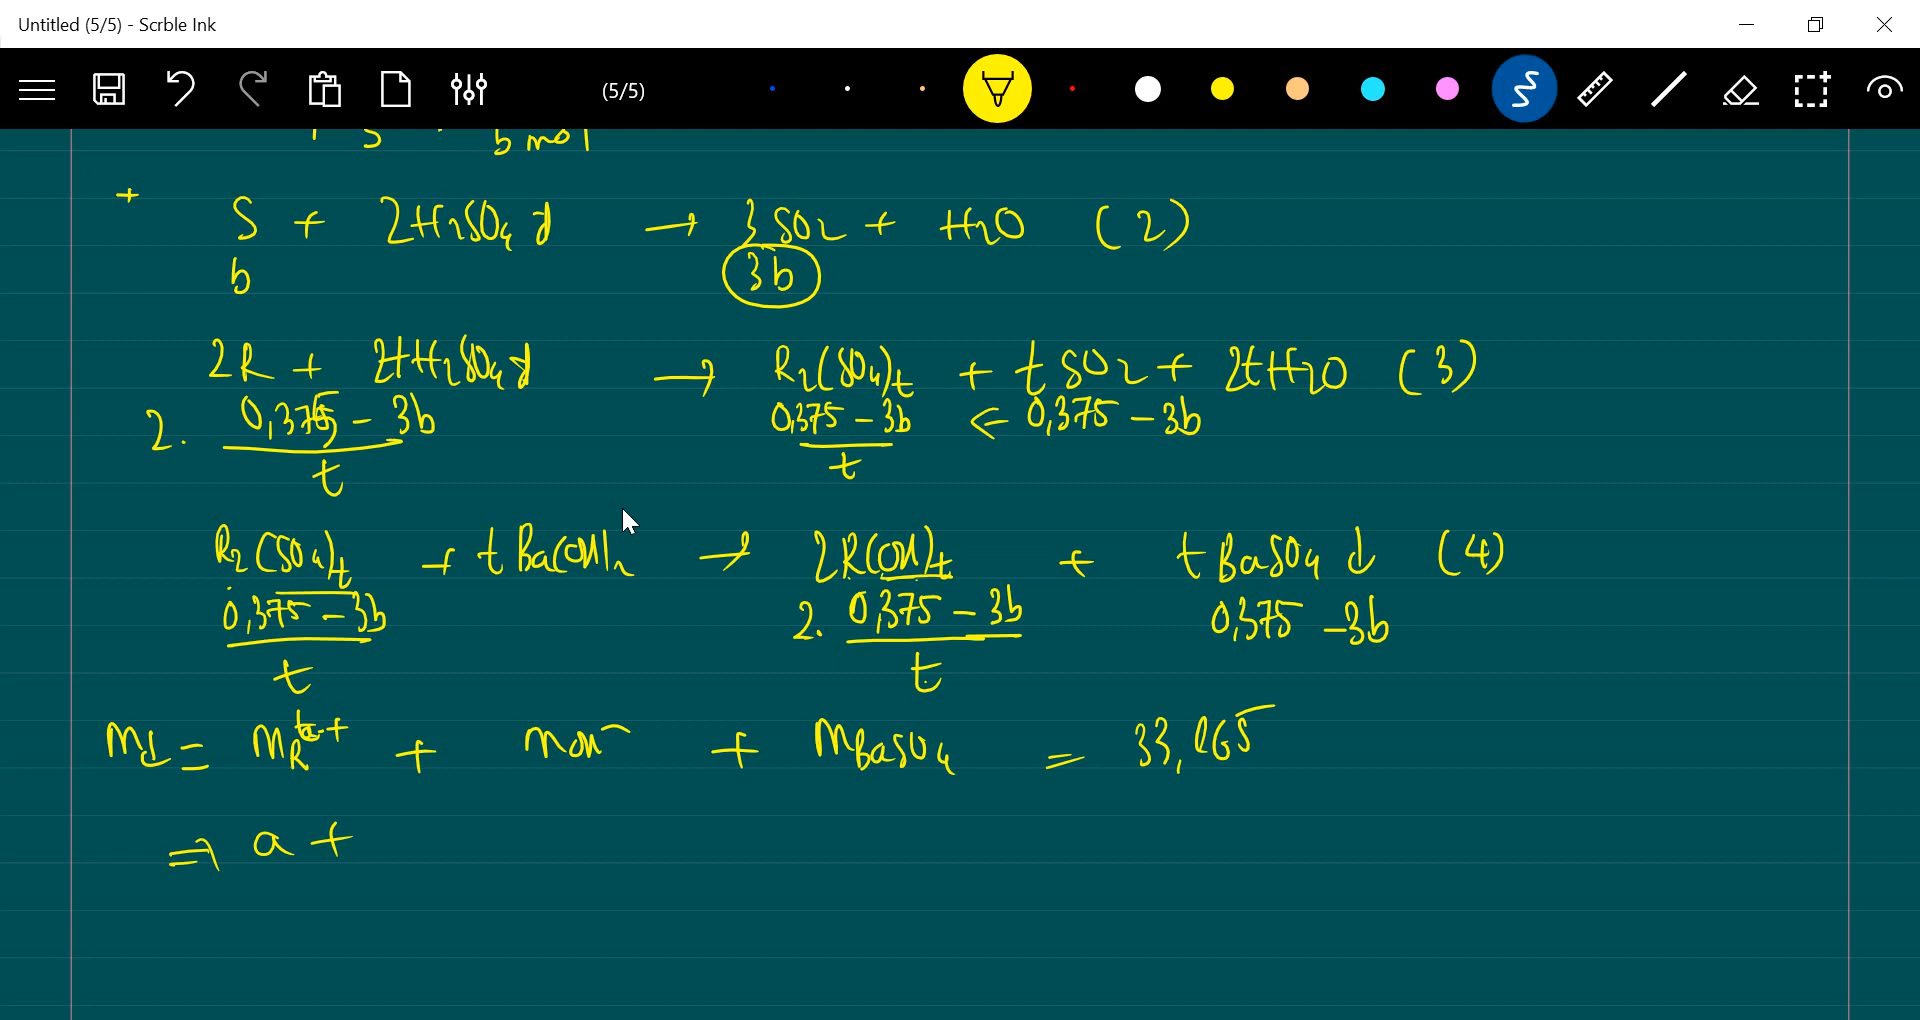 Untitled (5/5) - Scrble Ink
(5/5)
b mol
+ S + 2H2SO4 đ → 3SO2 + H2O (2)
b 3b
2R + 2tH2SO4 đ → R2(SO4)t + tSO2 + 2tH2O (3)
2. (0,375 - 3b)/t (0,375 - 3b)/t ← 0,375 - 3b
R2(SO4)t + tBa(OH)2 → 2R(OH)t + tBaSO4 ↓ (4)
(0,375 - 3b)/t 2. (0,375 - 3b)/t 0,375 - 3b
m↓ = mR^t+ + mOH^- + mBaSO4 =
⇒ a +